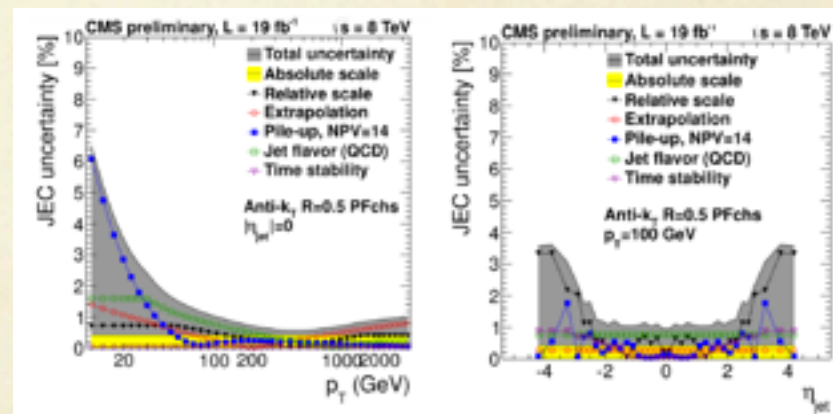 CMS preliminary, L = 19 fb⁻¹ √s = 8 TeV
JEC uncertainty [%]
10
9
8
7
6
5
4
3
2
1
0
Total uncertainty
Absolute scale
Relative scale
Extrapolation
Pile-up, NPV=14
Jet flavor (QCD)
Time stability
Anti-kT R=0.5 PFchs
|ηjet|=0
20 100 200 1000 2000
pT (GeV)
CMS preliminary, L = 19 fb⁻¹ √s = 8 TeV
JEC uncertainty [%]
10
9
8
7
6
5
4
3
2
1
0
Total uncertainty
Absolute scale
Relative scale
Extrapolation
Pile-up, NPV=14
Jet flavor (QCD)
Time stability
Anti-kT R=0.5 PFchs
pT=100 GeV
-4 -2 0 2 4
ηjet